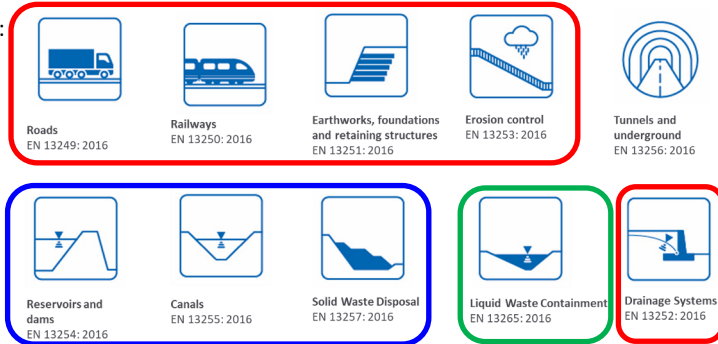 :
Roads
EN 13249: 2016
Railways
EN 13250: 2016
Earthworks, foundations
and retaining structures
EN 13251: 2016
Erosion control
EN 13253: 2016
Tunnels and
underground
EN 13256: 2016
Reservoirs and
dams
EN 13254: 2016
Canals
EN 13255: 2016
Solid Waste Disposal
EN 13257: 2016
Liquid Waste Containment
EN 13265: 2016
Drainage Systems
EN 13252: 2016